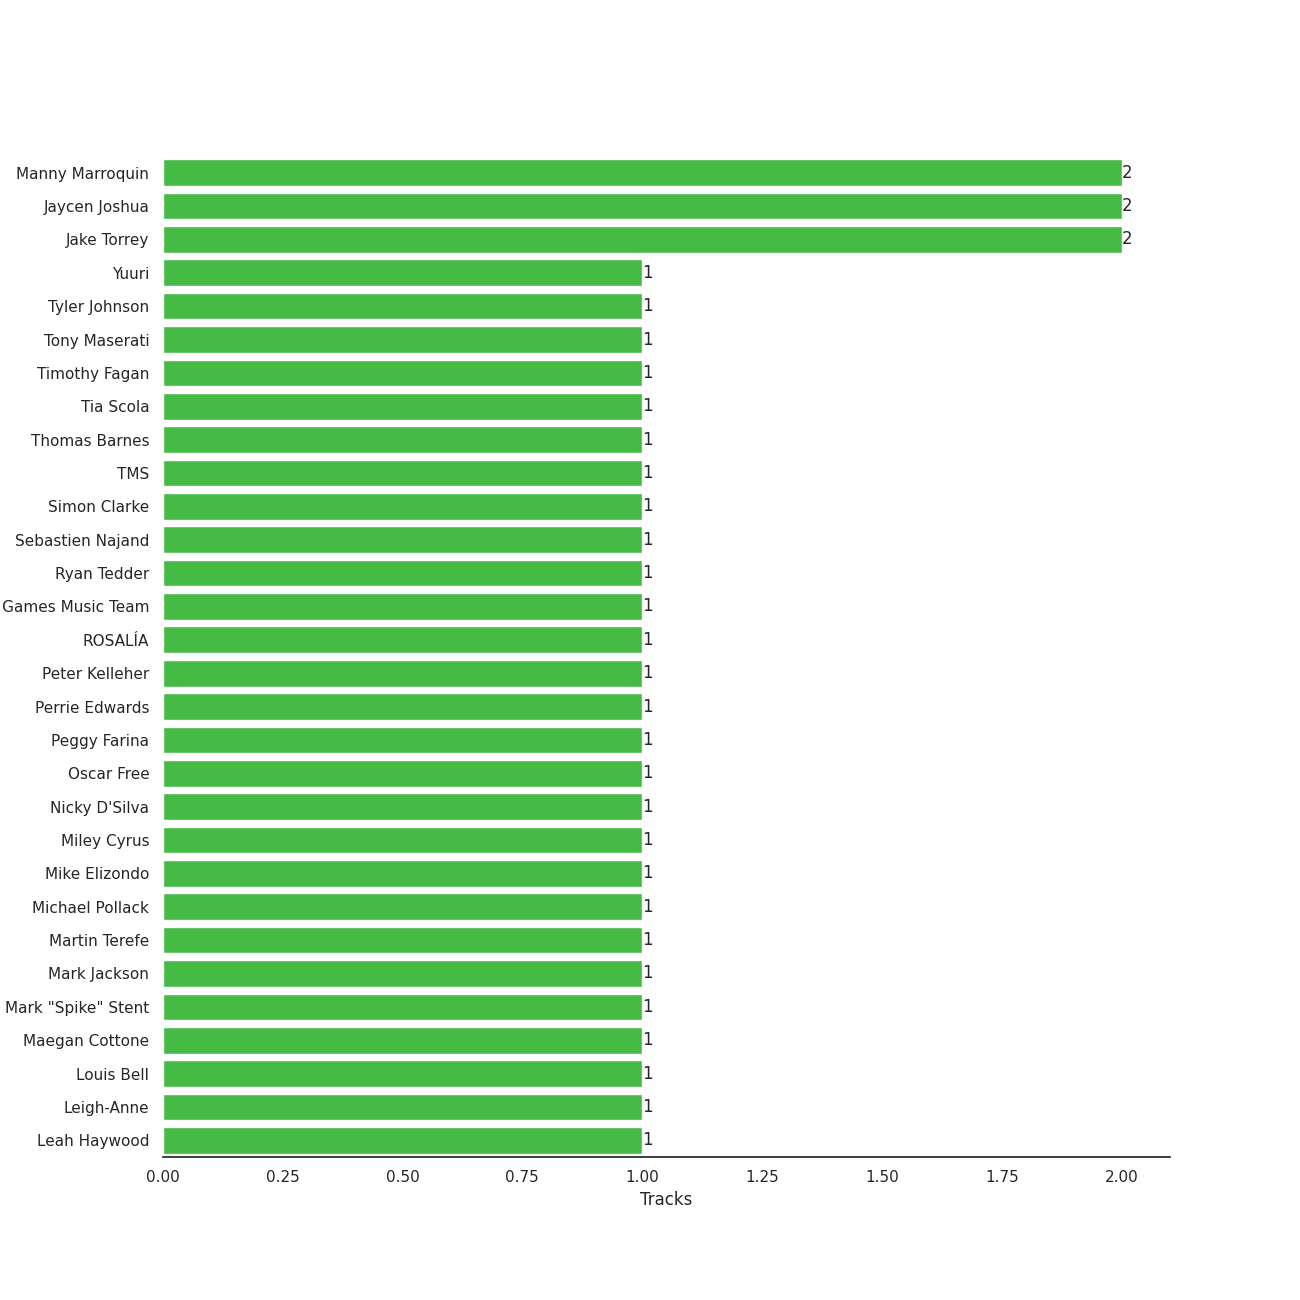 Manny Marroquin 2
Jaycen Joshua 2
Jake Torrey 2
Yuuri 1
Tyler Johnson 1
Tony Maserati 1
Timothy Fagan 1
Tia Scola 1
Thomas Barnes 1
TMS 1
Simon Clarke 1
Sebastien Najand 1
Ryan Tedder 1
Games Music Team 1
ROSALÍA 1
Peter Kelleher 1
Perrie Edwards 1
Peggy Farina 1
Oscar Free 1
Nicky D'Silva 1
Miley Cyrus 1
Mike Elizondo 1
Michael Pollack 1
Martin Terefe 1
Mark Jackson 1
Mark "Spike" Stent 1
Maegan Cottone 1
Louis Bell 1
Leigh-Anne 1
Leah Haywood 1
0.00 0.25 0.50 0.75 1.00 1.25 1.50 1.75 2.00
Tracks